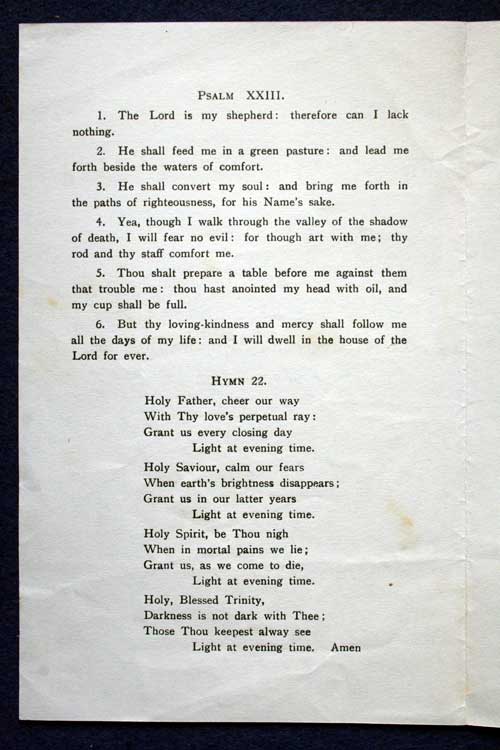 PSALM XXIII.
1. The Lord is my shepherd: therefore can I lack
nothing.
2. He shall feed me in a green pasture: and lead me
forth beside the waters of comfort.
3. He shall convert my soul: and bring me forth in
the paths of righteousness, for his Name's sake.
4. Yea, though I walk through the valley of the shadow
of death, I will fear no evil: for though art with me; thy
rod and thy staff comfort me.
5. Thou shalt prepare a table before me against them
that trouble me: thou hast anointed my head with oil, and
my cup shall be full.
6. But thy loving-kindness and mercy shall follow me
all the days of my life: and I will dwell in the house of the
Lord for ever.
HYMN 22.
Holy Father, cheer our way
With Thy love's perpetual ray:
Grant us every closing day
Light at evening time.
Holy Saviour, calm our fears
When earth's brightness disappears;
Grant us in our latter years
Light at evening time.
Holy Spirit, be Thou nigh
When in mortal pains we lie;
Grant us, as we come to die,
Light at evening time.
Holy, Blessed Trinity,
Darkness is not dark with Thee;
Those Thou keepest alway see
Light at evening time. Amen